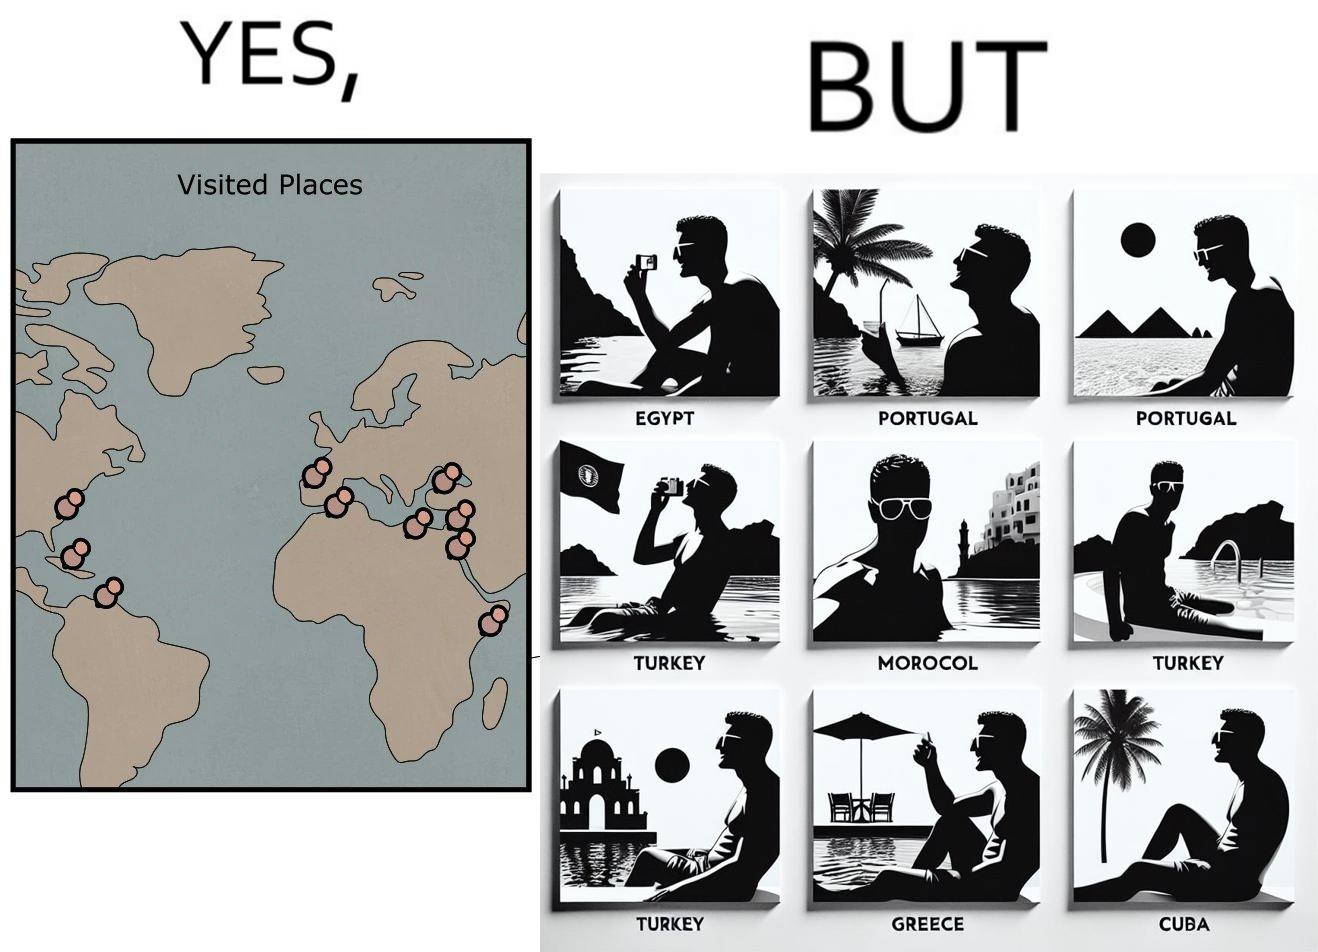 YES,
BUT
Visited Places
EGYPT
PORTUGAL
PORTUGAL
TURKEY
MOROCOL
TURKEY
TURKEY
GREECE
CUBA